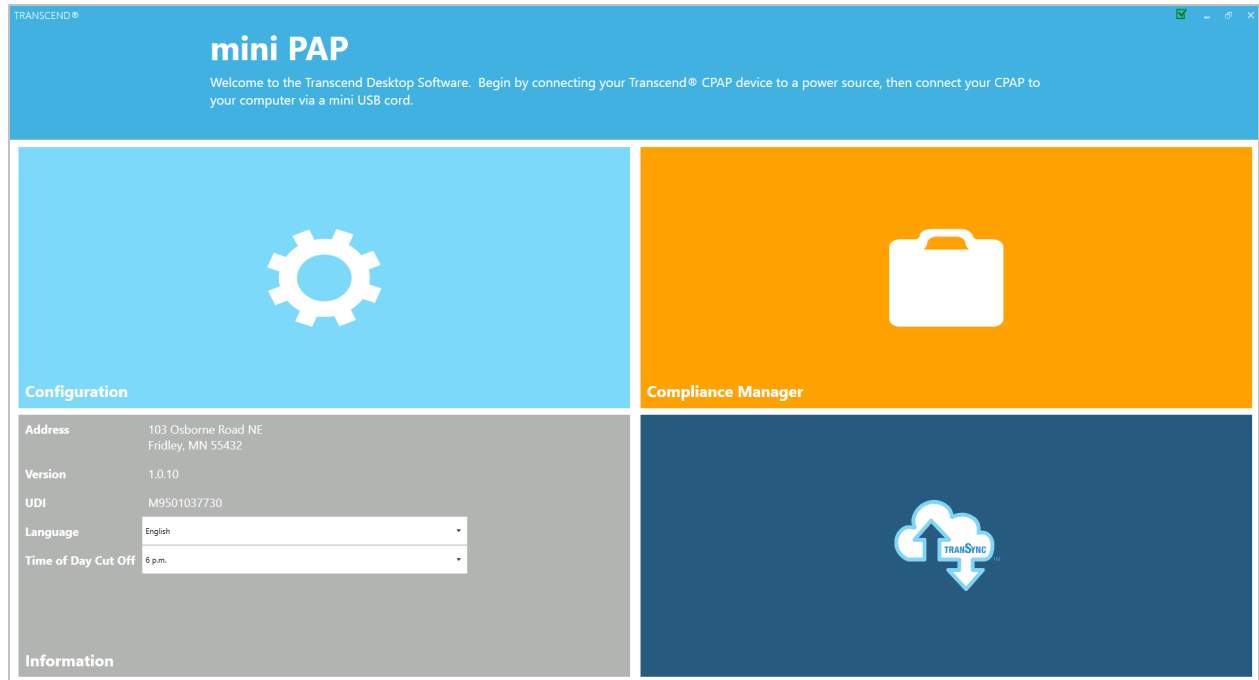 TRANSCEND®
mini PAP
Welcome to the Transcend Desktop Software.  Begin by connecting your Transcend® CPAP device to a power source, then connect your CPAP to
your computer via a mini USB cord.
Configuration
Compliance Manager
Address 103 Osborne Road NE
Fridley, MN 55432
Version 1.0.10
UDI M9501037730
Language English
Time of Day Cut Off 6 p.m.
Information
TRANSYNC™